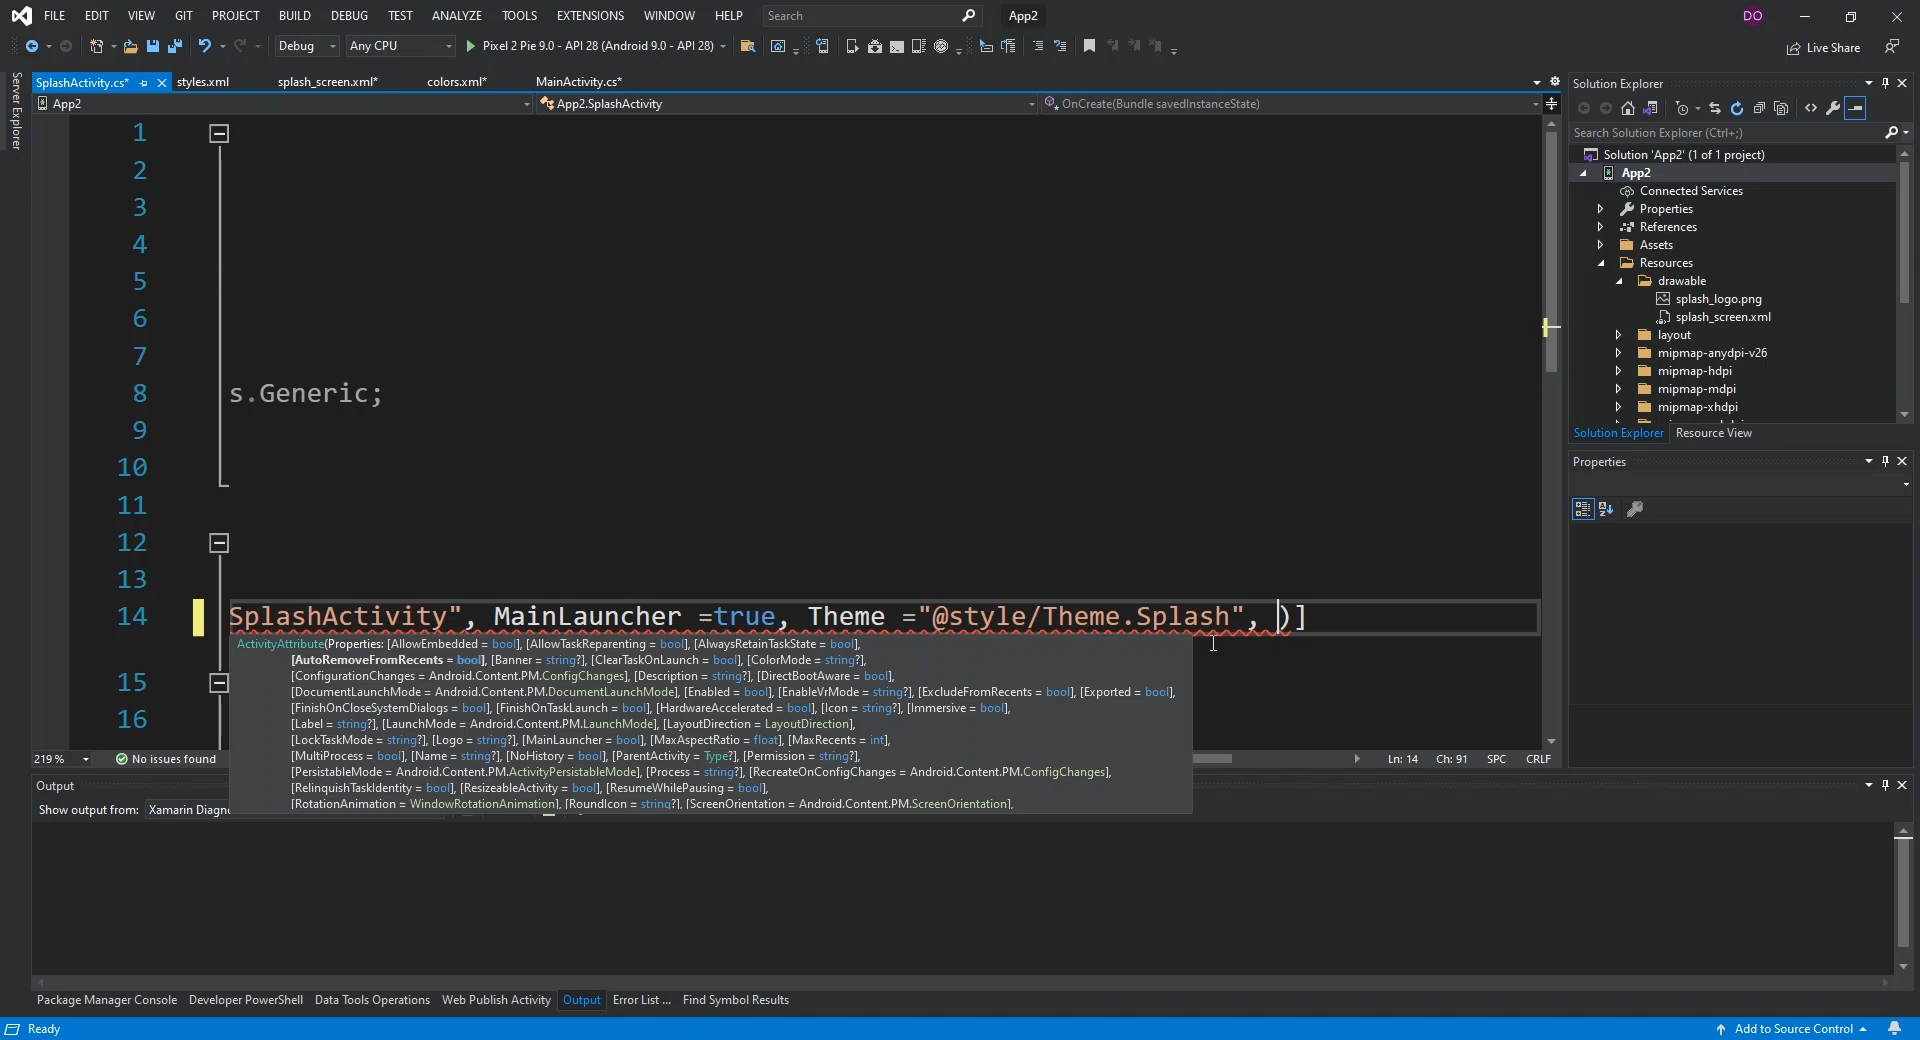 FILE EDIT VIEW GIT PROJECT BUILD DEBUG TEST ANALYZE TOOLS EXTENSIONS WINDOW HELP Search App2 DO
Debug Any CPU Pixel 2 Pie 9.0 - API 28 (Android 9.0 - API 28) Live Share
Server Explorer
SplashActivity.cs* styles.xml splash_screen.xml* colors.xml* MainActivity.cs*
App2 App2.SplashActivity OnCreate(Bundle savedInstanceState)
1
2
3
4
5
6
7
8 s.Generic;
9
10
11
12
13
14 SplashActivity", MainLauncher =true, Theme ="@style/Theme.Splash", )]
15
16
ActivityAttribute(Properties: [AllowEmbedded = bool], [AllowTaskReparenting = bool], [AlwaysRetainTaskState = bool],
[AutoRemoveFromRecents = bool], [Banner = string?], [ClearTaskOnLaunch = bool], [ColorMode = string?],
[ConfigurationChanges = Android.Content.PM.ConfigChanges], [Description = string?], [DirectBootAware = bool],
[DocumentLaunchMode = Android.Content.PM.DocumentLaunchMode], [Enabled = bool], [EnableVrMode = string?], [ExcludeFromRecents = bool], [Exported = bool],
[FinishOnCloseSystemDialogs = bool], [FinishOnTaskLaunch = bool], [HardwareAccelerated = bool], [Icon = string?], [Immersive = bool],
[Label = string?], [LaunchMode = Android.Content.PM.LaunchMode], [LayoutDirection = LayoutDirection],
[LockTaskMode = string?], [Logo = string?], [MainLauncher = bool], [MaxAspectRatio = float], [MaxRecents = int],
[MultiProcess = bool], [Name = string?], [NoHistory = bool], [ParentActivity = Type?], [Permission = string?],
[PersistableMode = Android.Content.PM.ActivityPersistableMode], [Process = string?], [RecreateOnConfigChanges = Android.Content.PM.ConfigChanges],
[RelinquishTaskIdentity = bool], [ResizeableActivity = bool], [ResumeWhilePausing = bool],
[RotationAnimation = WindowRotationAnimation], [RoundIcon = string?], [ScreenOrientation = Android.Content.PM.ScreenOrientation],
219 % No issues found Ln: 14 Ch: 91 SPC CRLF
Solution Explorer
Search Solution Explorer (Ctrl+;)
Solution 'App2' (1 of 1 project)
App2
Connected Services
Properties
References
Assets
Resources
drawable
splash_logo.png
splash_screen.xml
layout
mipmap-anydpi-v26
mipmap-hdpi
mipmap-mdpi
mipmap-xhdpi
Solution Explorer Resource View
Properties
Output
Show output from: Xamarin Diagn
Package Manager Console Developer PowerShell Data Tools Operations Web Publish Activity Output Error List ... Find Symbol Results
Ready Add to Source Control